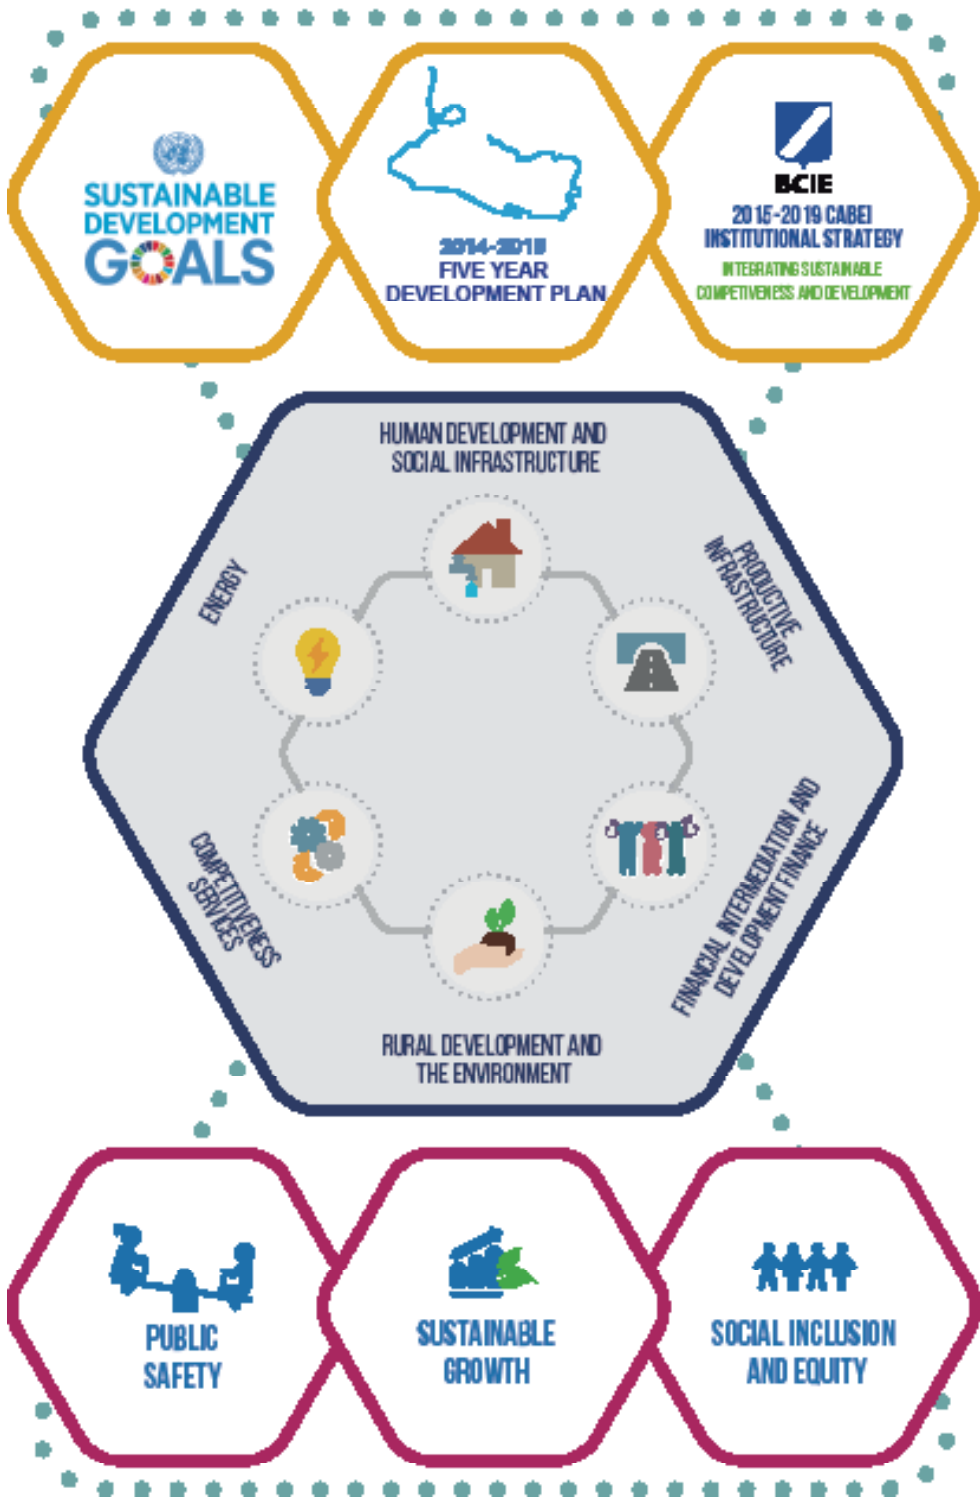 SUSTAINABLE
DEVELOPMENT
GOALS
2014-2019
FIVE YEAR
DEVELOPMENT PLAN
BCIE
2015-2019 CABEI
INSTITUTIONAL STRATEGY
INTEGRATING SUSTAINABLE
COMPETIVENESS AND DEVELOPMENT
HUMAN DEVELOPMENT AND
SOCIAL INFRASTRUCTURE
ENERGY
PRODUCTIVE
INFRASTRUCTURE
COMPETITIVENESS
SERVICES
FINANCIAL INTERMEDIATION AND
DEVELOPMENT FINANCE
RURAL DEVELOPMENT AND
THE ENVIRONMENT
PUBLIC
SAFETY
SUSTAINABLE
GROWTH
SOCIAL INCLUSION
AND EQUITY